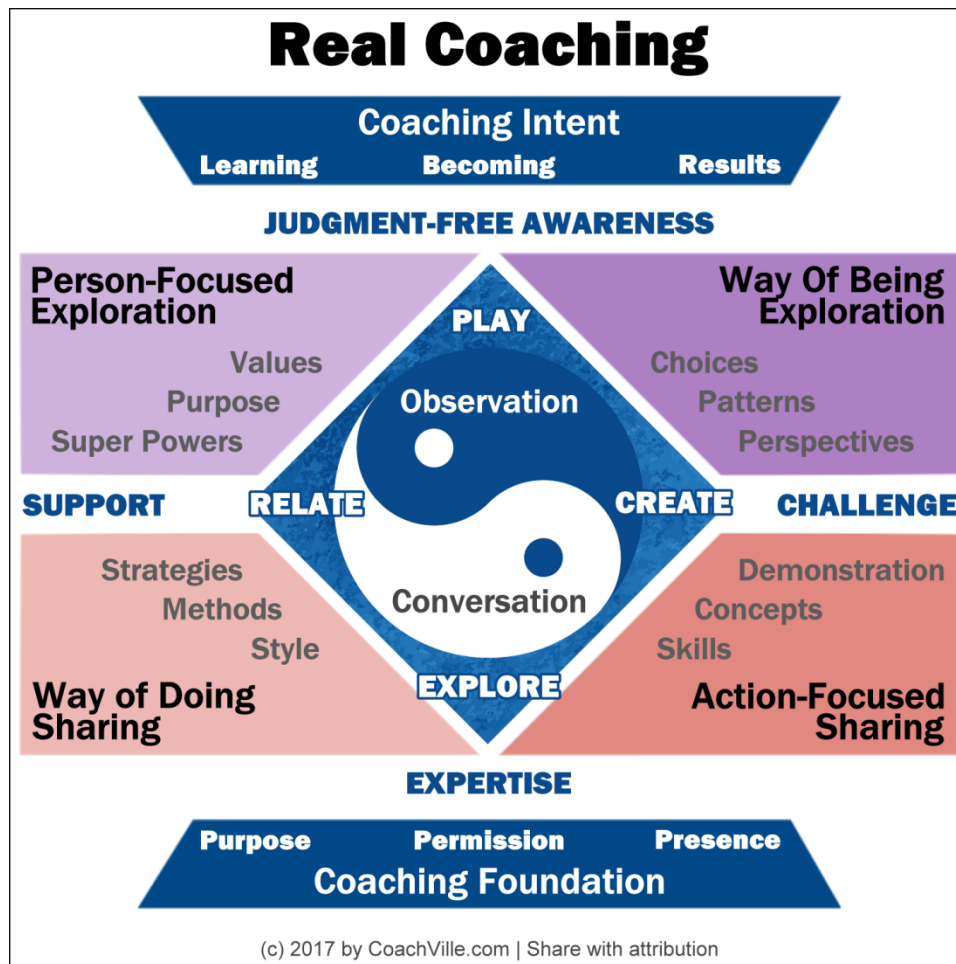 Real Coaching
Coaching Intent
Learning Becoming Results
JUDGMENT-FREE AWARENESS
Person-Focused
Exploration
Values
Purpose
Super Powers
PLAY
Observation
Way Of Being
Exploration
Choices
Patterns
Perspectives
SUPPORT
RELATE
CREATE
CHALLENGE
Strategies
Methods
Style
Way of Doing
Sharing
Conversation
EXPLORE
Demonstration
Concepts
Skills
Action-Focused
Sharing
EXPERTISE
Purpose Permission Presence
Coaching Foundation
(c) 2017 by CoachVille.com | Share with attribution